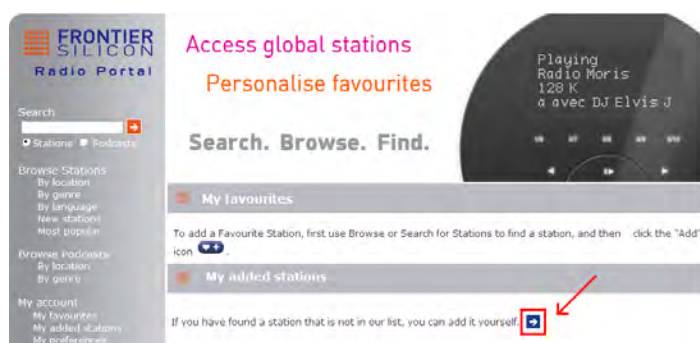 FRONTIER
SILICON
Radio Portal
Search
Stations Podcasts
Browse Stations
By location
By genre
By language
New stations
Most popular
Browse Podcasts
By location
By genre
My account
My favourites
My added stations
My preferences
Access global stations
Personalise favourites
Search. Browse. Find.
Playing
Radio Moris
128 K
a avec DJ Elvis J
My favourites
To add a Favourite Station, first use Browse or Search for Stations to find a station, and then click the "Add"
icon
My added stations
If you have found a station that is not in our list, you can add it yourself.